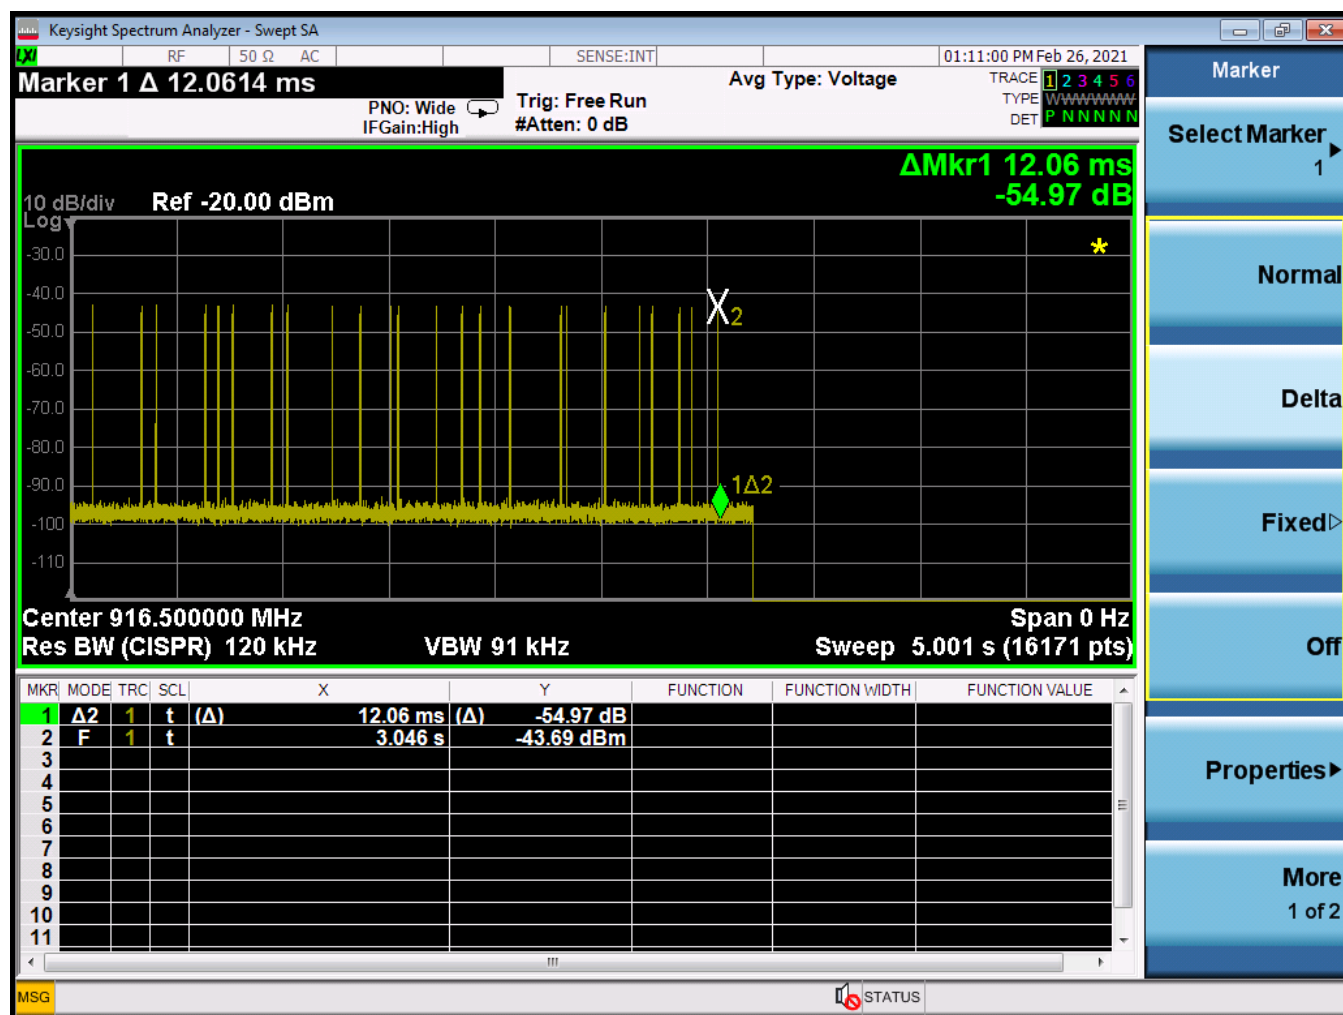 Keysight Spectrum Analyzer - Swept SA
LXI RF 50 Ω AC SENSE:INT 01:11:00 PM Feb 26, 2021
Marker 1 Δ 12.0614 ms
PNO: Wide
IFGain:High
Trig: Free Run
#Atten: 0 dB
Avg Type: Voltage
TRACE 1 2 3 4 5 6
TYPE WWWWWW
DET P N N N N N
ΔMkr1 12.06 ms
-54.97 dB
10 dB/div Ref -20.00 dBm
Log
-30.0
-40.0
-50.0
-60.0
-70.0
-80.0
-90.0
-100
-110
X2
1Δ2
*
Center 916.500000 MHz Span 0 Hz
Res BW (CISPR) 120 kHz VBW 91 kHz Sweep 5.001 s (16171 pts)
MKR MODE TRC SCL X Y FUNCTION FUNCTION WIDTH FUNCTION VALUE
1 Δ2 1 t (Δ) 12.06 ms (Δ) -54.97 dB
2 F 1 t 3.046 s -43.69 dBm
3
4
5
6
7
8
9
10
11
MSG STATUS
Marker
Select Marker
1
Normal
Delta
Fixed
Off
Properties
More
1 of 2